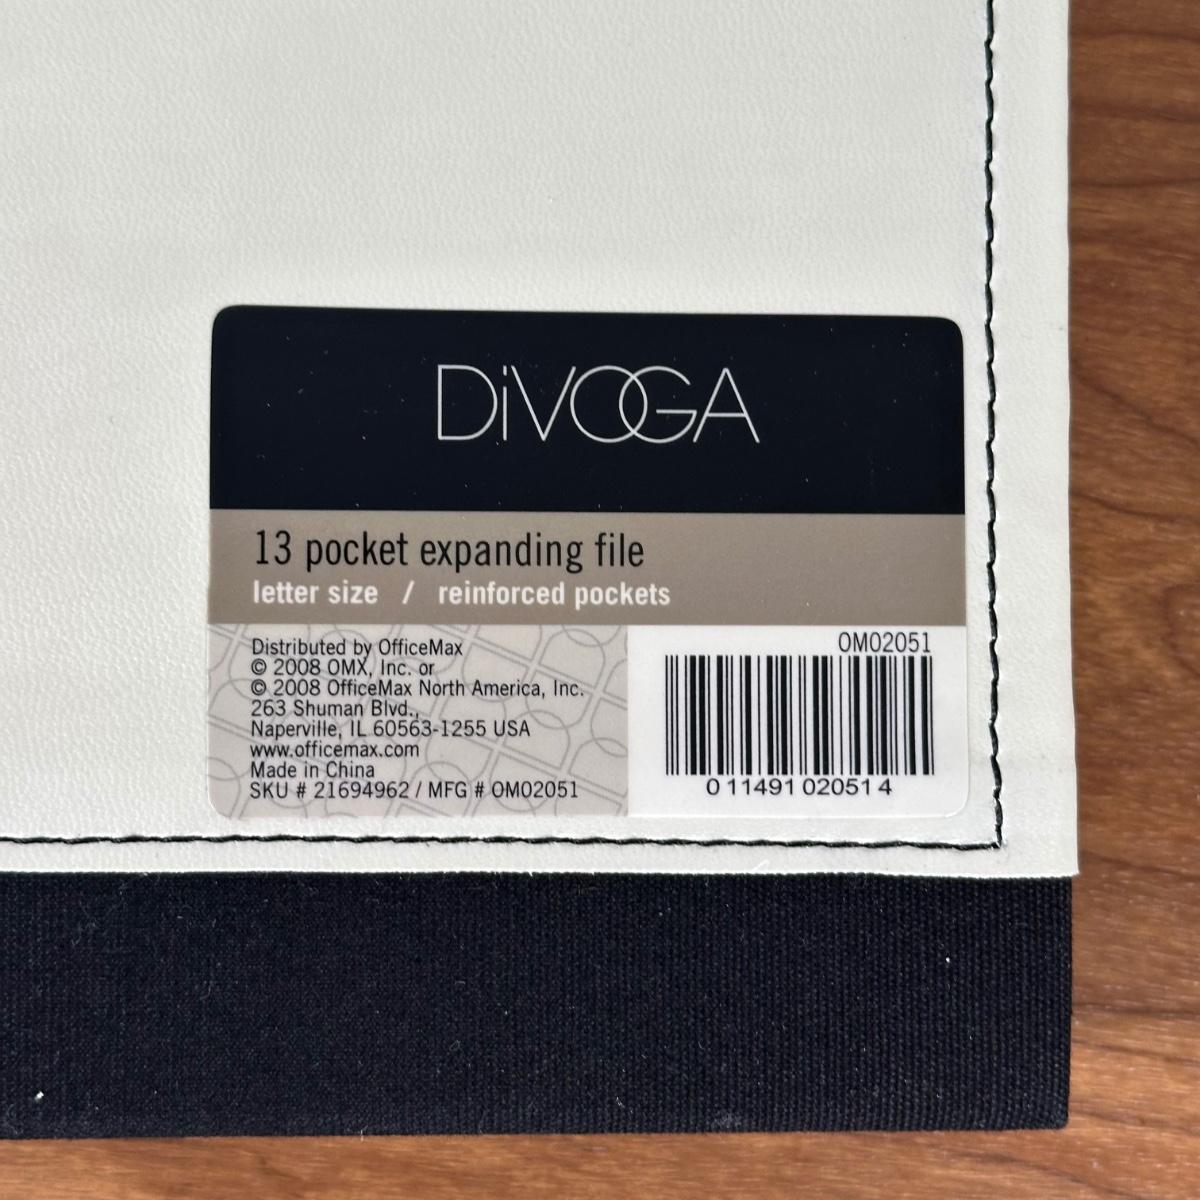 DiVOGA
13 pocket expanding file
letter size / reinforced pockets
Distributed by OfficeMax
© 2008 OMX, Inc. or
© 2008 OfficeMax North America, Inc.
263 Shuman Blvd.,
Naperville, IL 60563-1255 USA
www.officemax.com
Made in China
SKU # 21694962 / MFG # OM02051
OM02051
0 11491 02051 4